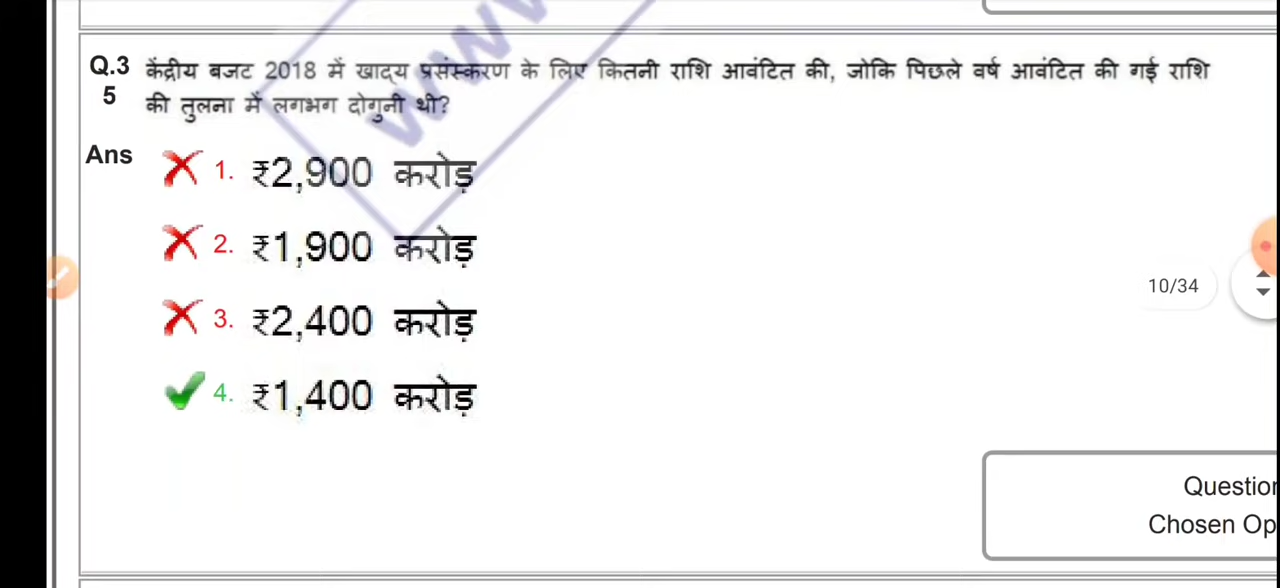 www
Q.3 केंद्रीय बजट 2018 में खाद्य प्रसंस्करण के लिए कितनी राशि आवंटित की, जोकि पिछले वर्ष आवंटित की गई राशि
5 की तुलना में लगभग दोगुनी थी?
Ans 1. ₹2,900 करोड़
2. ₹1,900 करोड़
10/34
3. ₹2,400 करोड़
4. ₹1,400 करोड़
Question
Chosen Op